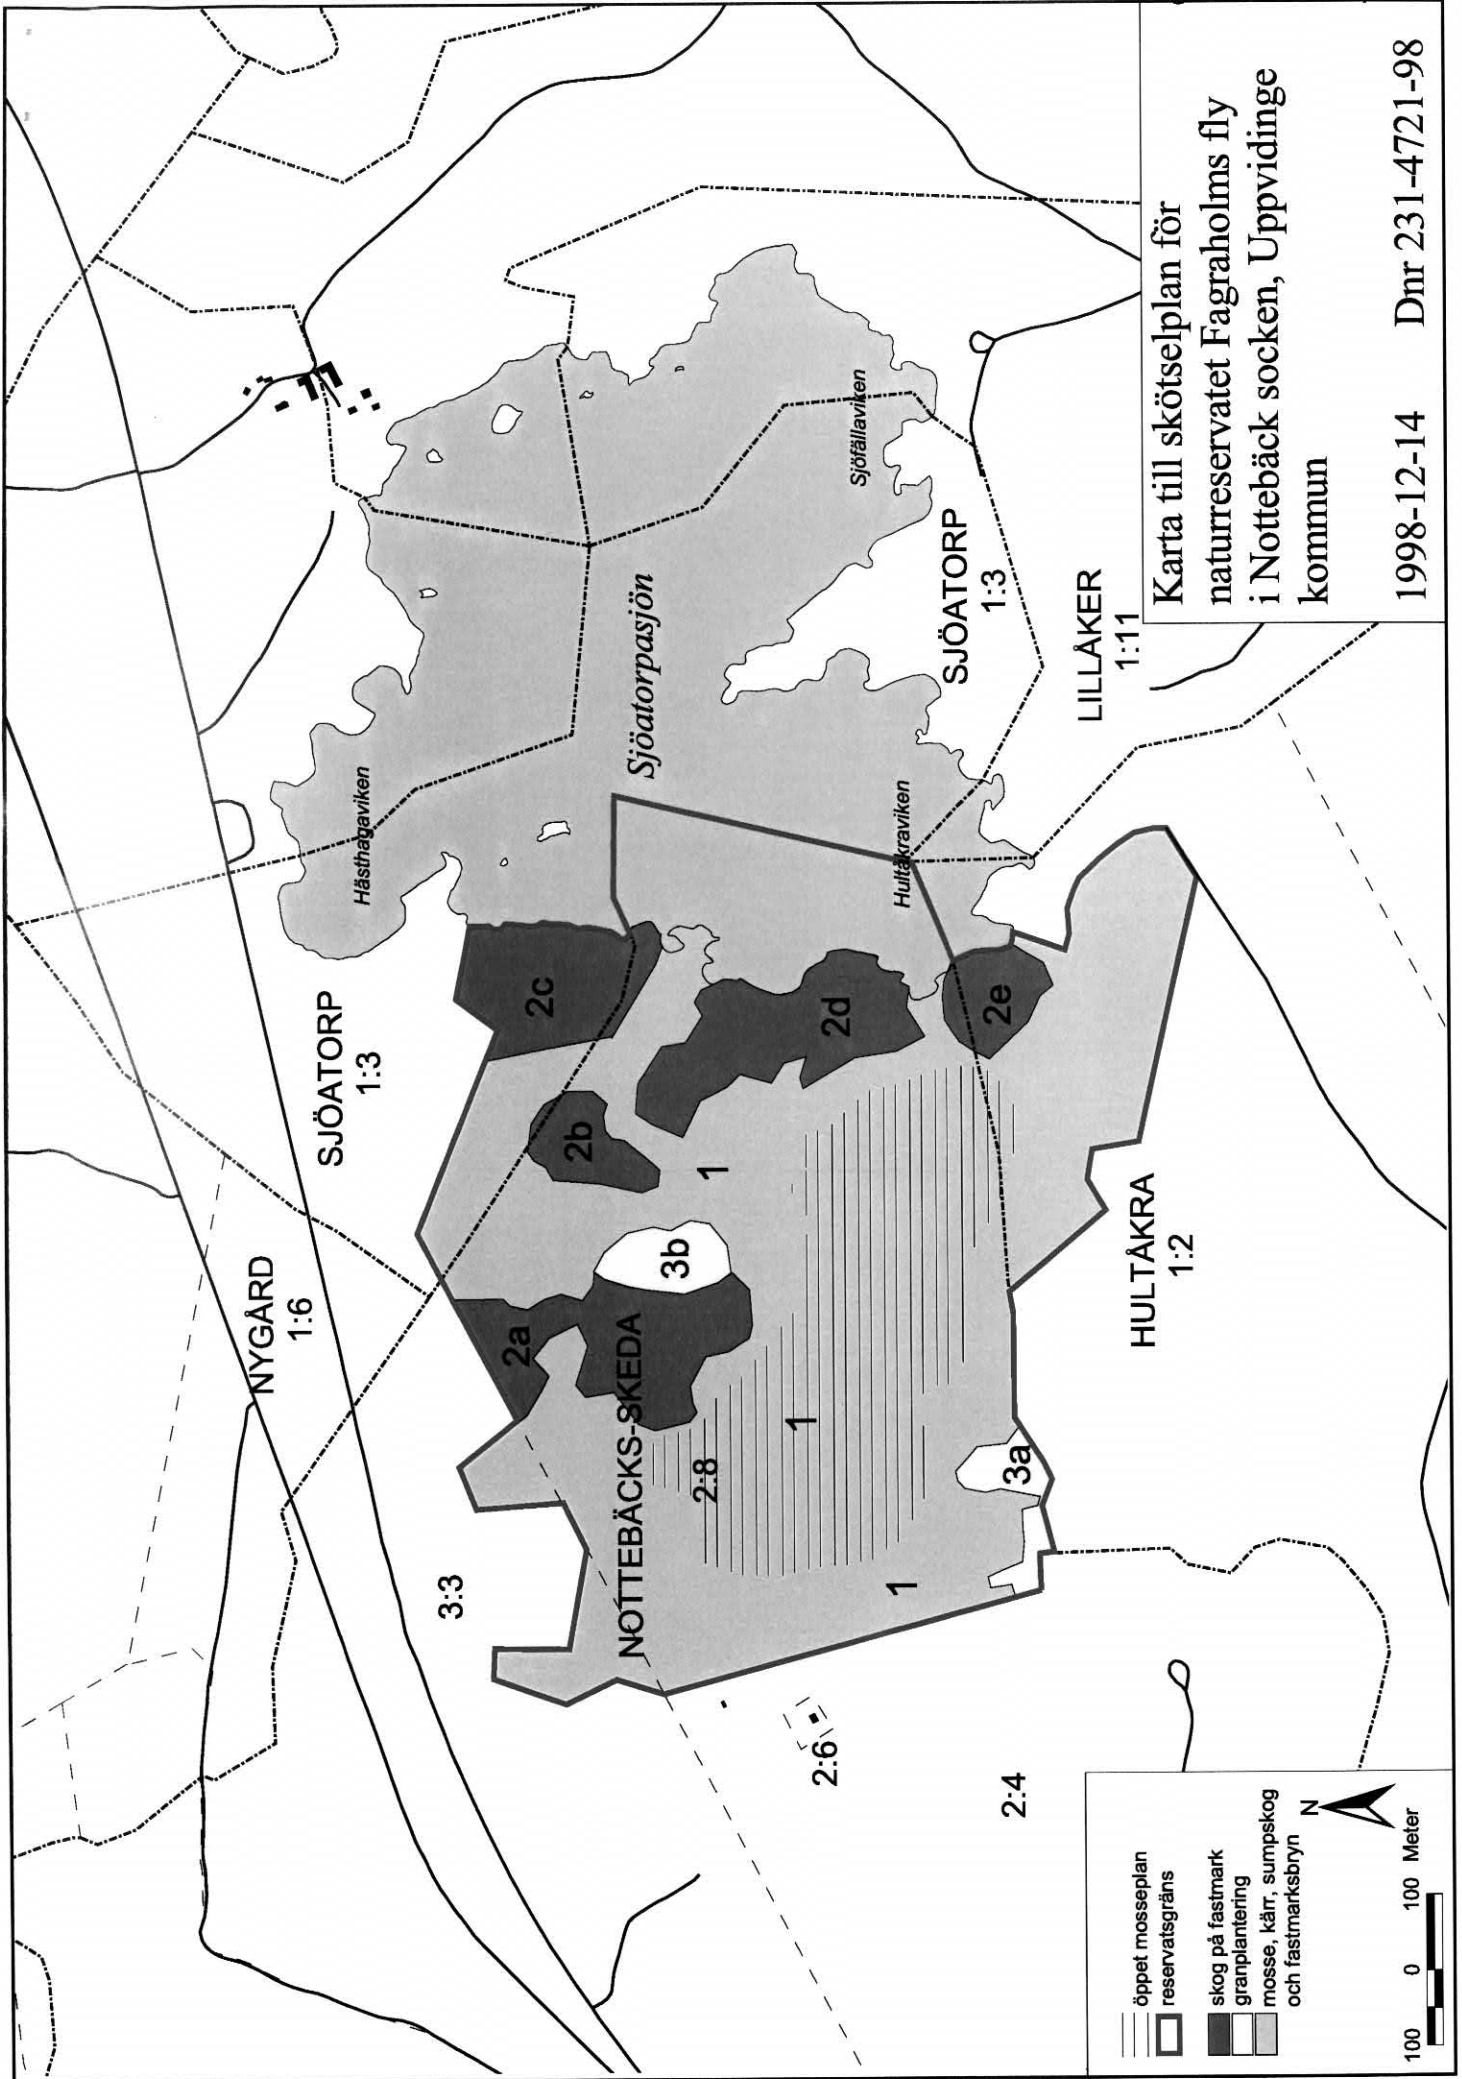 NYGÅRD
1:6
SJÖATORP
1:3
3:3
Hästhagaviken
Sjöatorpasjön
Sjöfällaviken
Hultåkraviken
SJÖATORP
1:3
LILLÅKER
1:11
2a
2b
2c
2d
2e
3b
3a
1
1
1
NOTTEBÄCKS-SKEDA
2:8
2:6
2:4
HULTÅKRA
1:2
öppet mosseplan
reservatsgräns
skog på fastmark
granplantering
mosse, kärr, sumpskog
och fastmarksbryn
N
100 0 100 Meter
Karta till skötselplan för
naturreservatet Fagraholms fly
i Nottebäck socken, Uppvidinge
kommun
1998-12-14 Dnr 231-4721-98